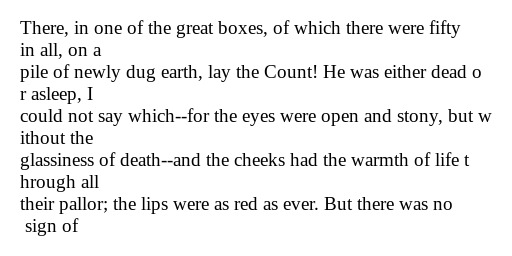 There, in one of the great boxes, of which there were fifty
in all, on a
pile of newly dug earth, lay the Count! He was either dead o
r asleep, I
could not say which--for the eyes were open and stony, but w
ithout the
glassiness of death--and the cheeks had the warmth of life t
hrough all
their pallor; the lips were as red as ever. But there was no
 sign of